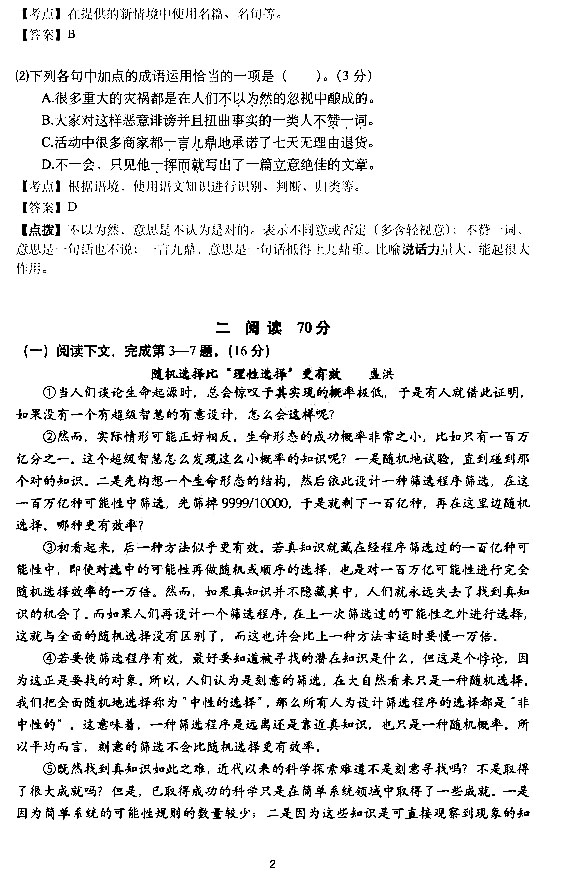 【考点】在提供的新情境中使用名篇、名句等。
【答案】B
⑵下列各句中加点的成语运用恰当的一项是（　　）。（3分）
A.很多重大的灾祸都是在人们不以为然的忽视中酿成的。
B.大家对这样恶意诽谤并且扭曲事实的一类人不赞一词。
C.活动中很多商家都一言九鼎地承诺了七天无理由退货。
D.不一会，只见他一挥而就写出了一篇立意绝佳的文章。
【考点】根据语境，使用语文知识进行识别、判断、归类等。
【答案】D
【点拨】不以为然，意思是不认为是对的，表示不同意或否定（多含轻视意）；不赞一词，
意思是一句话也不说；一言九鼎，意思是一句话抵得上九鼎重。比喻说话力量大，能起很大
作用。
二 阅 读 70分
（一）阅读下文，完成第3—7题。（16分）
随机选择比“理性选择”更有效 盛洪
①当人们谈论生命起源时，总会惊叹于其实现的概率极低，于是有人就借此证明，
如果没有一个有超级智慧的有意设计，怎么会这样呢？
②然而，实际情形可能正好相反。生命形态的成功概率非常之小，比如只有一百万
亿分之一。这个超级智慧怎么发现这么小概率的知识呢？一是随机地试验，直到碰到那
个对的知识。二是先构想一个生命形态的结构，然后依此设计一种筛选程序筛选，在这
一百万亿种可能性中筛选，先筛掉9999/10000，于是就剩下一百亿种，再在这里边随机
选择。哪种更有效率？
③初看起来，后一种方法似乎更有效。若真知识就藏在经程序筛选过的一百亿种可
能性中，即使对选中的可能性再做随机或顺序的选择，也是对一百万亿可能性进行完全
随机选择效率的一万倍。然而，如果真知识并不隐藏其中，人们就永远失去了找到真知
识的机会了。而如果人们再设计一个筛选程序，在上一次筛选过的可能性之外进行选择，
这就与全面的随机选择没有区别了，而这也许会比上一种方法幸运时要慢一万倍。
④若要使筛选程序有效，最好要知道被寻找的潜在知识是什么，但这是个悖论，因
为这正是要找的对象。所以，人们认为是刻意的筛选，在大自然看来只是一种随机选择。
我们把全面随机地选择称为“中性的选择”，那么所有人为设计筛选程序的选择都是“非
中性的”。这意味着，一种筛选程序是远离还是靠近真知识，也只是一种随机概率。所
以平均而言，刻意的筛选不会比随机选择更有效率。
⑤既然找到真知识如此之难，近代以来的科学探索难道不是刻意寻找吗？不是取得
了很大成就吗？但是，已取得成功的科学只是在简单系统领域中取得了一些成就。一是
因为简单系统的可能性规则的数量较少；二是因为这些知识是可直接观察到现象的知
2